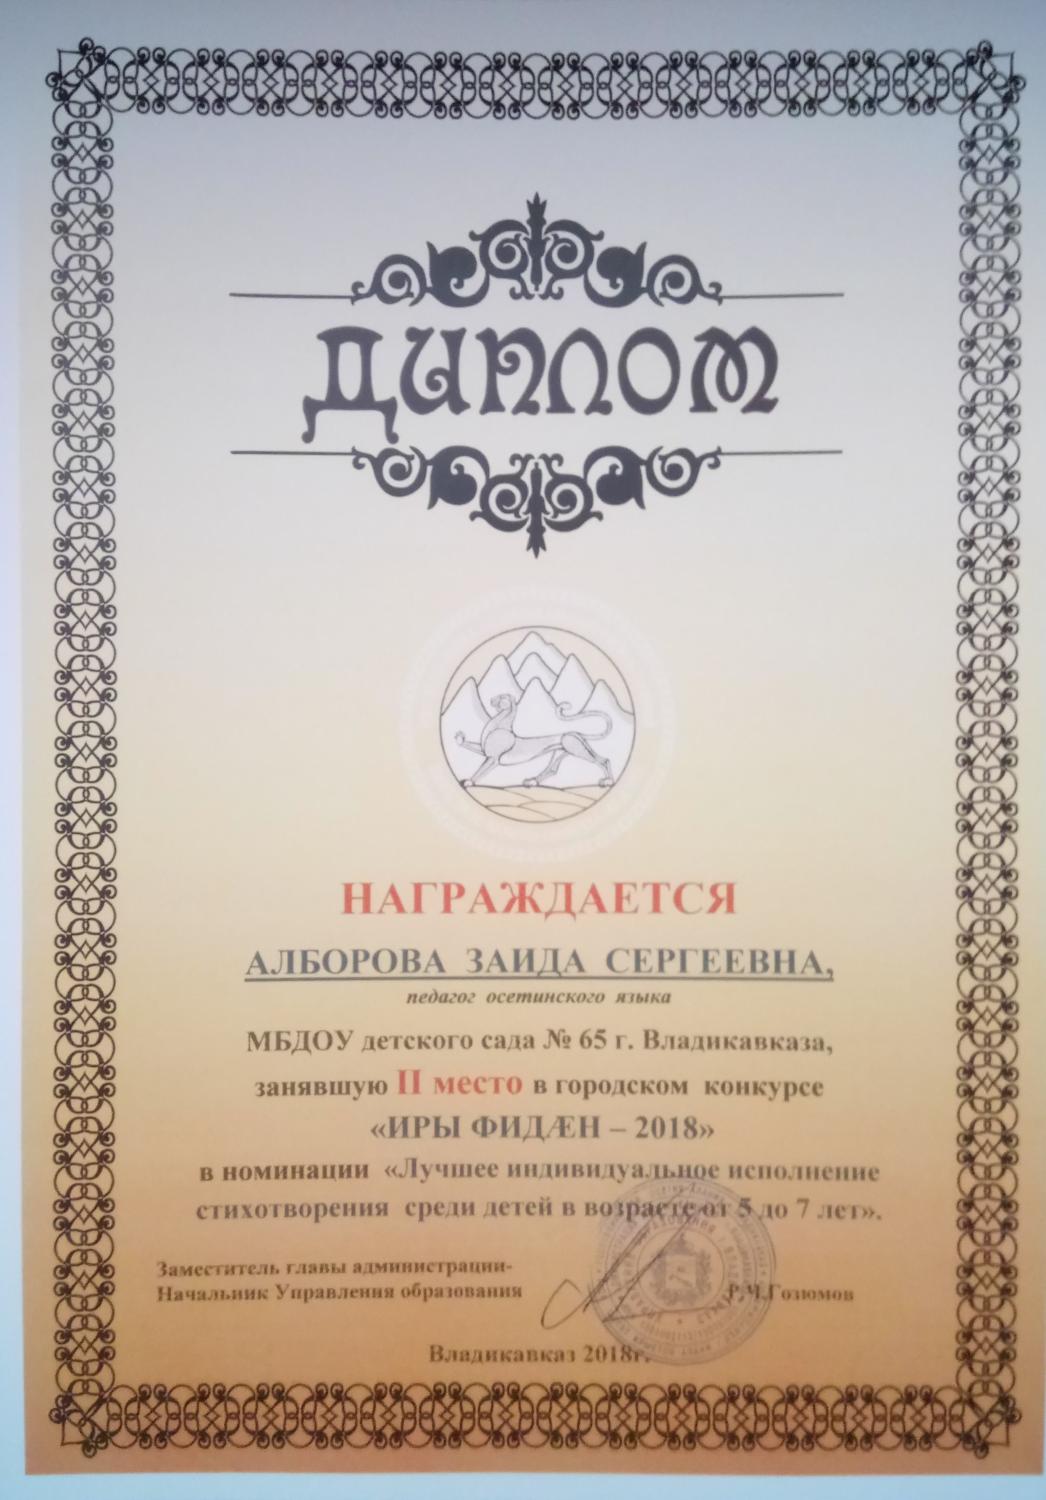 ДИПЛОМ
НАГРАЖДАЕТСЯ
АЛБОРОВА ЗАИДА СЕРГЕЕВНА,
педагог осетинского языка
МБДОУ детского сада № 65 г. Владикавказа,
занявшую II место в городском конкурсе
«ИРЫ ФИДÆН – 2018»
в номинации «Лучшее индивидуальное исполнение
стихотворения среди детей в возрасте от 5 до 7 лет».
Заместитель главы администрации-
Начальник Управления образования Р.Ч.Гозюмов
Владикавказ 2018г.